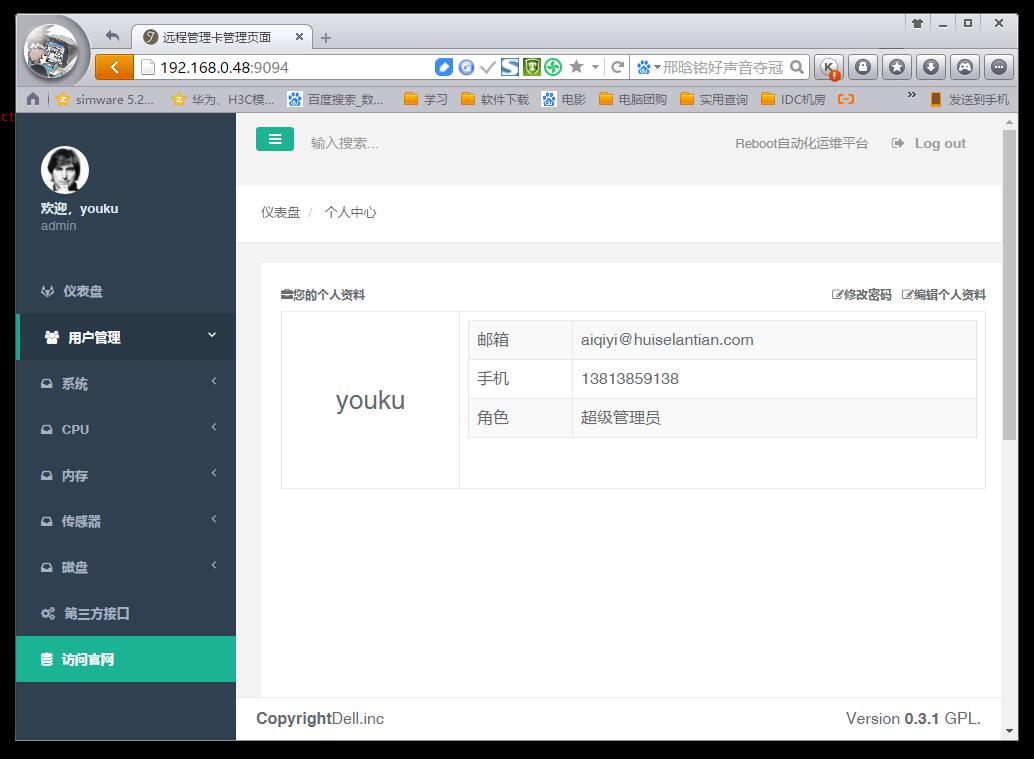 远程管理卡管理页面
192.168.0.48:9094
邢晗铭好声音夺冠
simware 5.2...
华为、H3C模...
百度搜索_数...
学习
软件下载
电影
电脑团购
实用查询
IDC机房
发送到手机
ct
欢迎，youku
admin
输入搜索...
Reboot自动化运维平台
Log out
仪表盘 / 个人中心
仪表盘
用户管理
系统
CPU
内存
传感器
磁盘
第三方接口
访问官网
您的个人资料
修改密码
编辑个人资料
youku
邮箱 aiqiyi@huiselantian.com
手机 13813859138
角色 超级管理员
CopyrightDell.inc
Version 0.3.1 GPL.